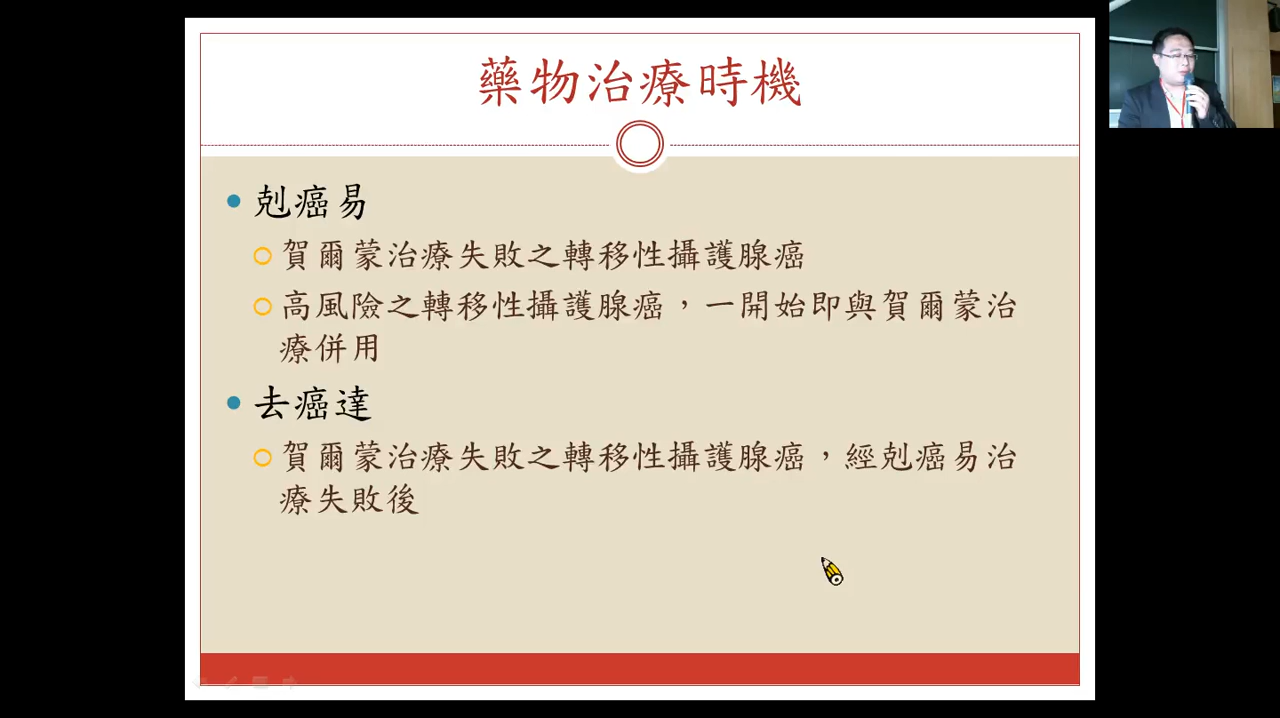 藥物治療時機
剋癌易
賀爾蒙治療失敗之轉移性攝護腺癌
高風險之轉移性攝護腺癌，一開始即與賀爾蒙治
療併用
去癌達
賀爾蒙治療失敗之轉移性攝護腺癌，經剋癌易治
療失敗後